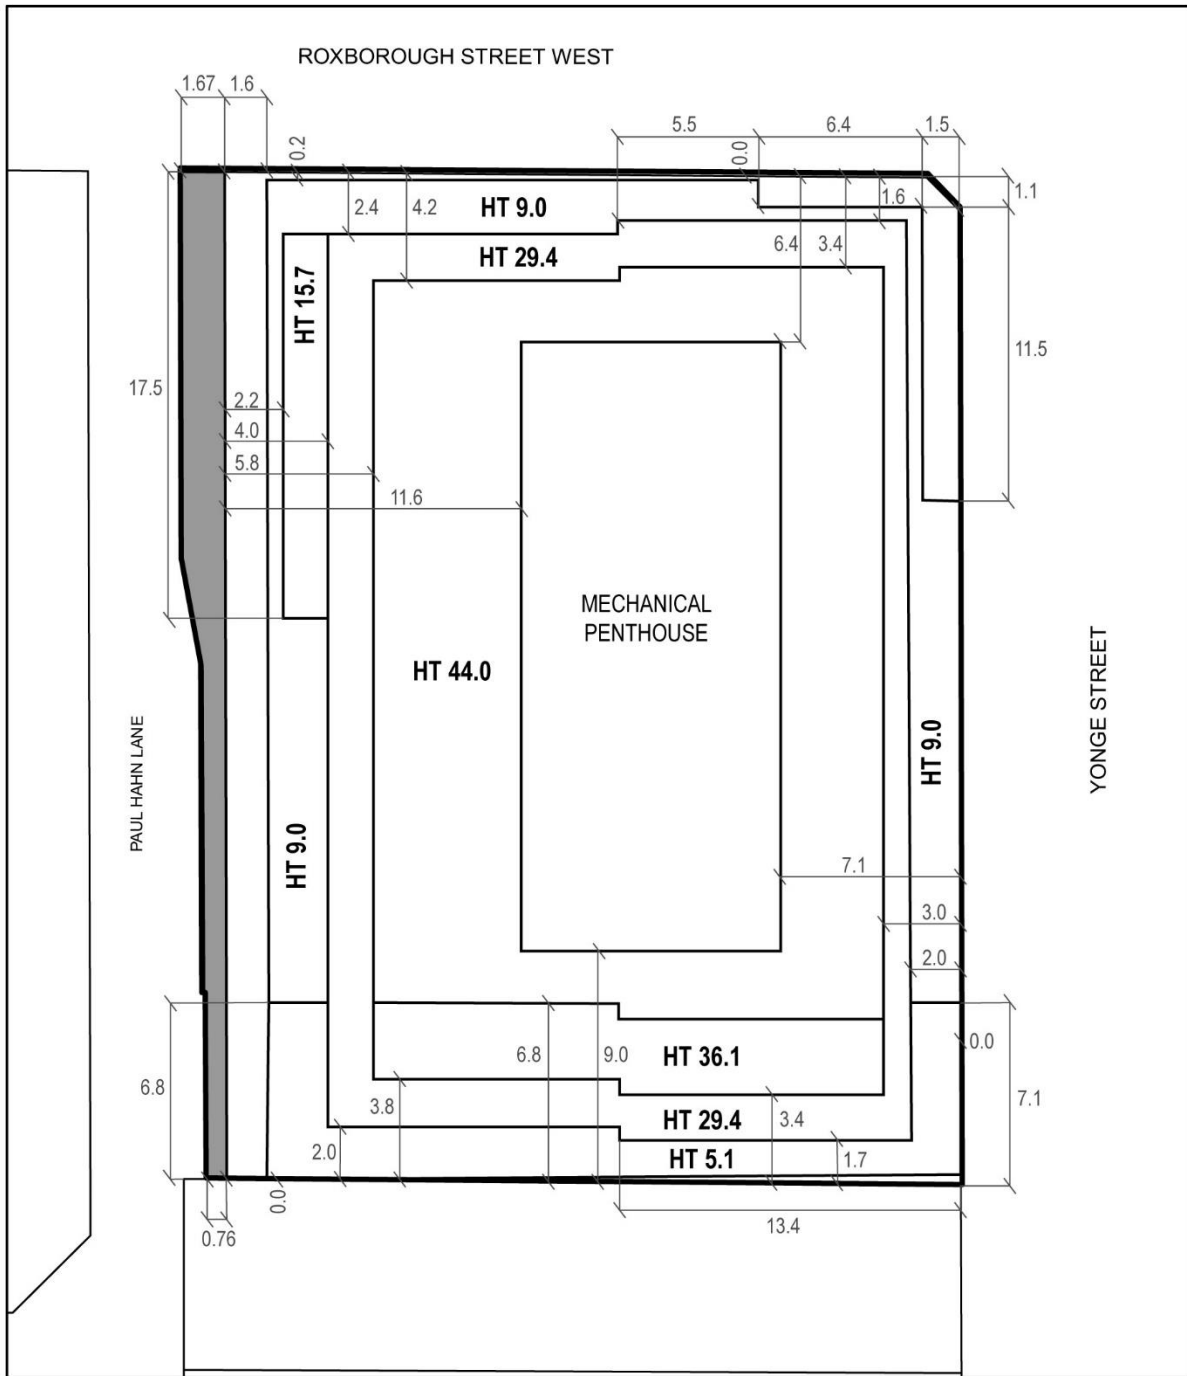 ROXBOROUGH STREET WEST
1.67
1.6
0.2
5.5
0.0
6.4
1.5
1.1
2.4
4.2
HT 9.0
1.6
6.4
3.4
HT 29.4
HT 15.7
11.5
17.5
2.2
4.0
5.8
11.6
MECHANICAL
PENTHOUSE
HT 44.0
YONGE STREET
PAUL HAHN LANE
HT 9.0
HT 9.0
7.1
3.0
2.0
0.0
6.8
6.8
9.0
HT 36.1
7.1
3.8
3.4
HT 29.4
2.0
HT 5.1
1.7
0.0
0.76
13.4